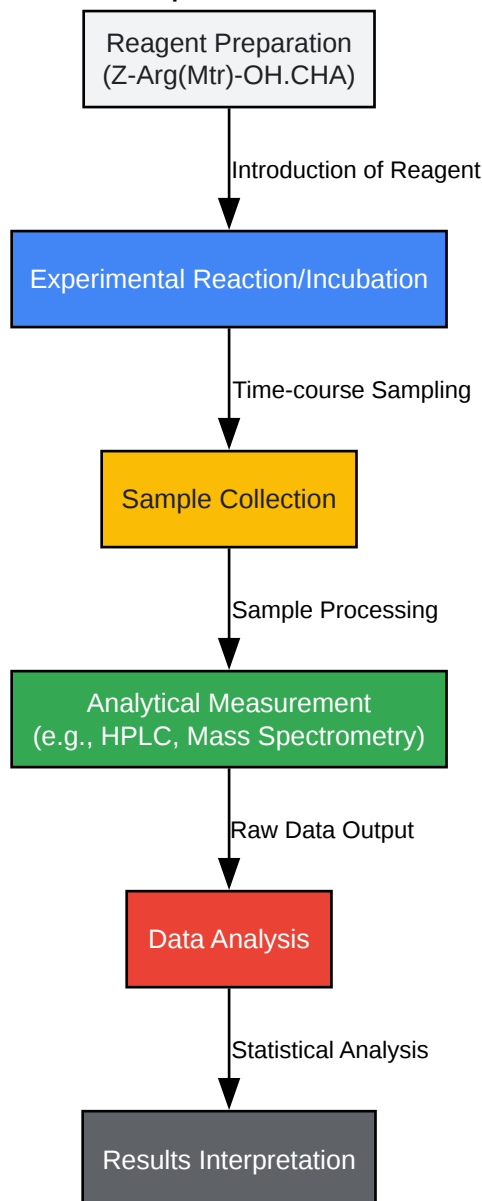 Reagent Preparation
(Z-Arg(Mtr)-OH.CHA)
Introduction of Reagent
Experimental Reaction/Incubation
Time-course Sampling
Sample Collection
Sample Processing
Analytical Measurement
(e.g., HPLC, Mass Spectrometry)
Raw Data Output
Data Analysis
Statistical Analysis
Results Interpretation